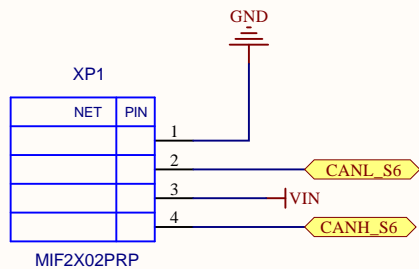 GND
XP1
NET PIN
1
2 CANL_S6
3 VIN
4 CANH_S6
MIF2X02PRP